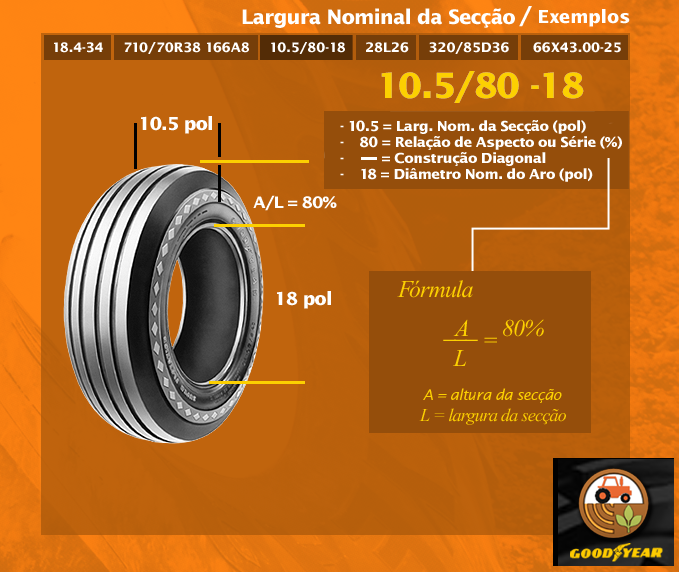 Largura Nominal da Secção / Exemplos
18.4-34 710/70R38 166A8 10.5/80-18 28L26 320/85D36 66X43.00-25
10.5/80 -18
- 10.5 = Larg. Nom. da Secção (pol)
- 80 = Relação de Aspecto ou Série (%)
- — = Construção Diagonal
- 18 = Diâmetro Nom. do Aro (pol)
10.5 pol
A/L = 80%
18 pol
Fórmula
A
L
= 80%
A = altura da secção
L = largura da secção
GOODYEAR